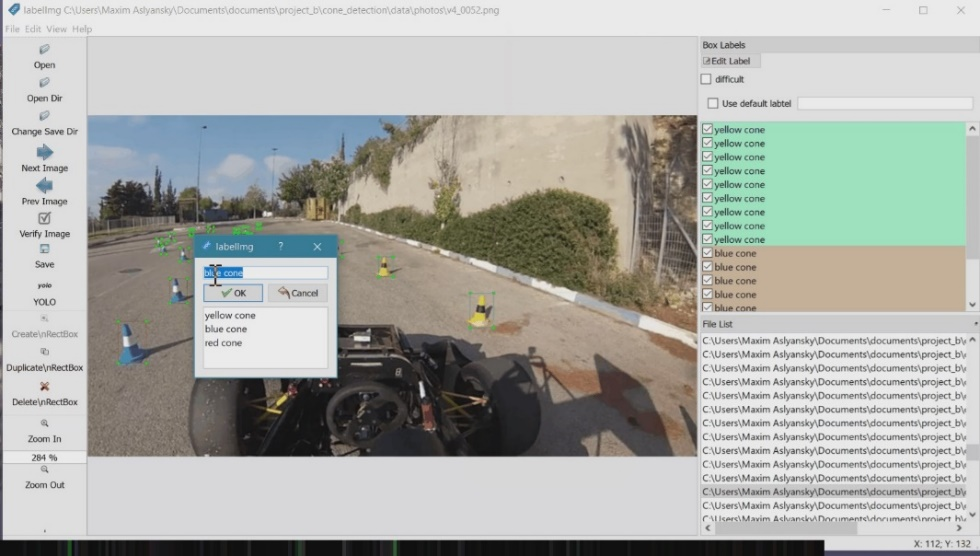 labelImg C:\Users\Maxim Aslyansky\Documents\documents\project_b\cone_detection\data\photos\v4_0052.png
File Edit View Help
Open
Open Dir
Change Save Dir
Next Image
Prev Image
Verify Image
Save
yolo
YOLO
Create\nRectBox
Duplicate\nRectBox
Delete\nRectBox
Zoom In
284 %
Zoom Out
labelImg ? ×
blue cone
OK Cancel
yellow cone
blue cone
red cone
Box Labels
Edit Label
difficult
Use default labtel
yellow cone
yellow cone
yellow cone
yellow cone
yellow cone
yellow cone
yellow cone
yellow cone
yellow cone
blue cone
blue cone
blue cone
blue cone
blue cone
File List
C:\Users\Maxim Aslyansky\Documents\documents\project_b\
C:\Users\Maxim Aslyansky\Documents\documents\project_b\
C:\Users\Maxim Aslyansky\Documents\documents\project_b\
C:\Users\Maxim Aslyansky\Documents\documents\project_b\
C:\Users\Maxim Aslyansky\Documents\documents\project_b\
C:\Users\Maxim Aslyansky\Documents\documents\project_b\
C:\Users\Maxim Aslyansky\Documents\documents\project_b\
C:\Users\Maxim Aslyansky\Documents\documents\project_b\
C:\Users\Maxim Aslyansky\Documents\documents\project_b\
C:\Users\Maxim Aslyansky\Documents\documents\project_b\
C:\Users\Maxim Aslyansky\Documents\documents\project_b\
C:\Users\Maxim Aslyansky\Documents\documents\project_b\
C:\Users\Maxim Aslyansky\Documents\documents\project_b\
C:\Users\Maxim Aslyansky\Documents\documents\project_b\
X: 112; Y: 132